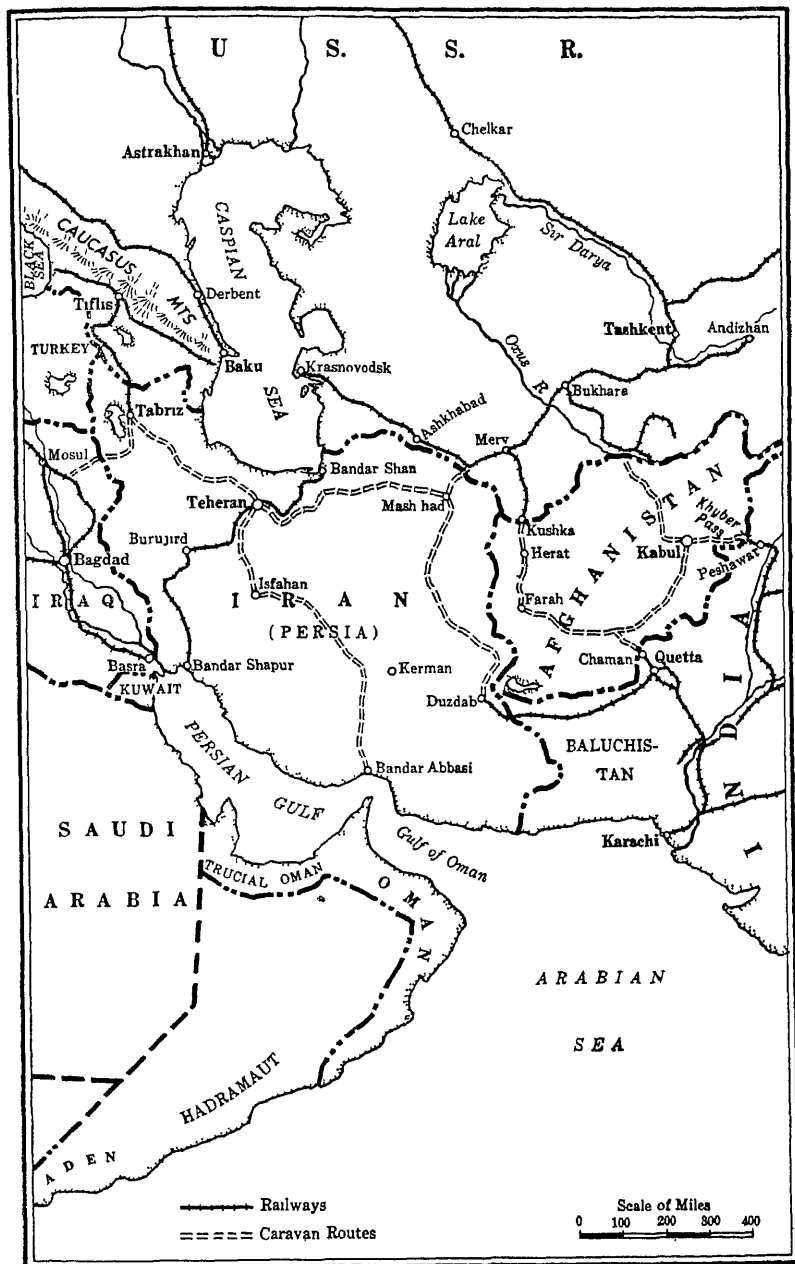 U S. S. R.
Chelkar
Astrakhan
Lake
Aral
Sir Darya
CASPIAN
SEA
CAUCASUS
MTS
BLACK
SEA
Derbent
Tiflis
Tashkent
Andizhan
TURKEY
Oxus R.
Baku
Krasnovodsk
Bukhara
Tabriz
Ashkhabad
Merv
Mosul
Bandar Shan
Teheran
Mash had
Kushka
Khyber
Pass
AFGHANISTAN
Burujird
Herat
Kabul
Peshawar
Bagdad
Isfahan
Farah
IRAQ
IRAN
(PERSIA)
INDIA
Basra
Bandar Shapur
Kerman
Chaman
Quetta
KUWAIT
Duzdab
PERSIAN
GULF
BALUCHIS-
TAN
Bandar Abbasi
SAUDI
ARABIA
Gulf of Oman
Karachi
TRUCIAL OMAN
OMAN
ARABIAN
SEA
HADRAMAUT
ADEN
Railways
Caravan Routes
Scale of Miles
0 100 200 300 400